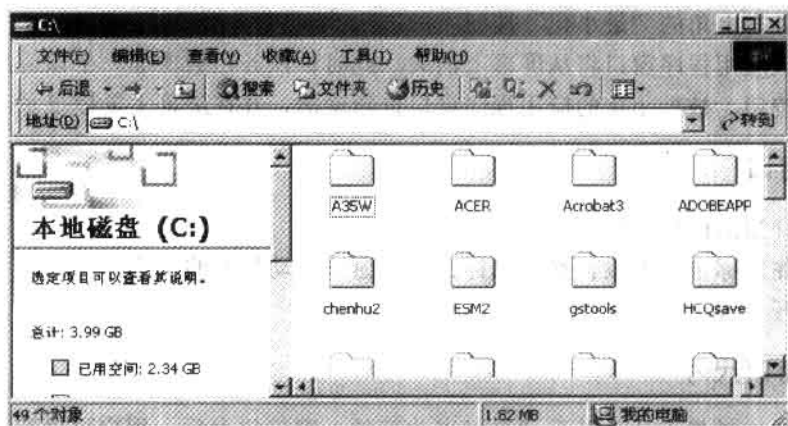 C:\
文件(F) 编辑(E) 查看(V) 收藏(A) 工具(T) 帮助(H)
后退 搜索 文件夹 历史
地址(D) C:\ 转到
本地磁盘 (C:)
选定项目可以查看其说明。
总计: 3.99 GB
已用空间: 2.34 GB
A35W ACER Acrobat3 ADOBEAPP
chenhu2 ESM2 gstools HCQsave
49 个对象 1.82 MB 我的电脑